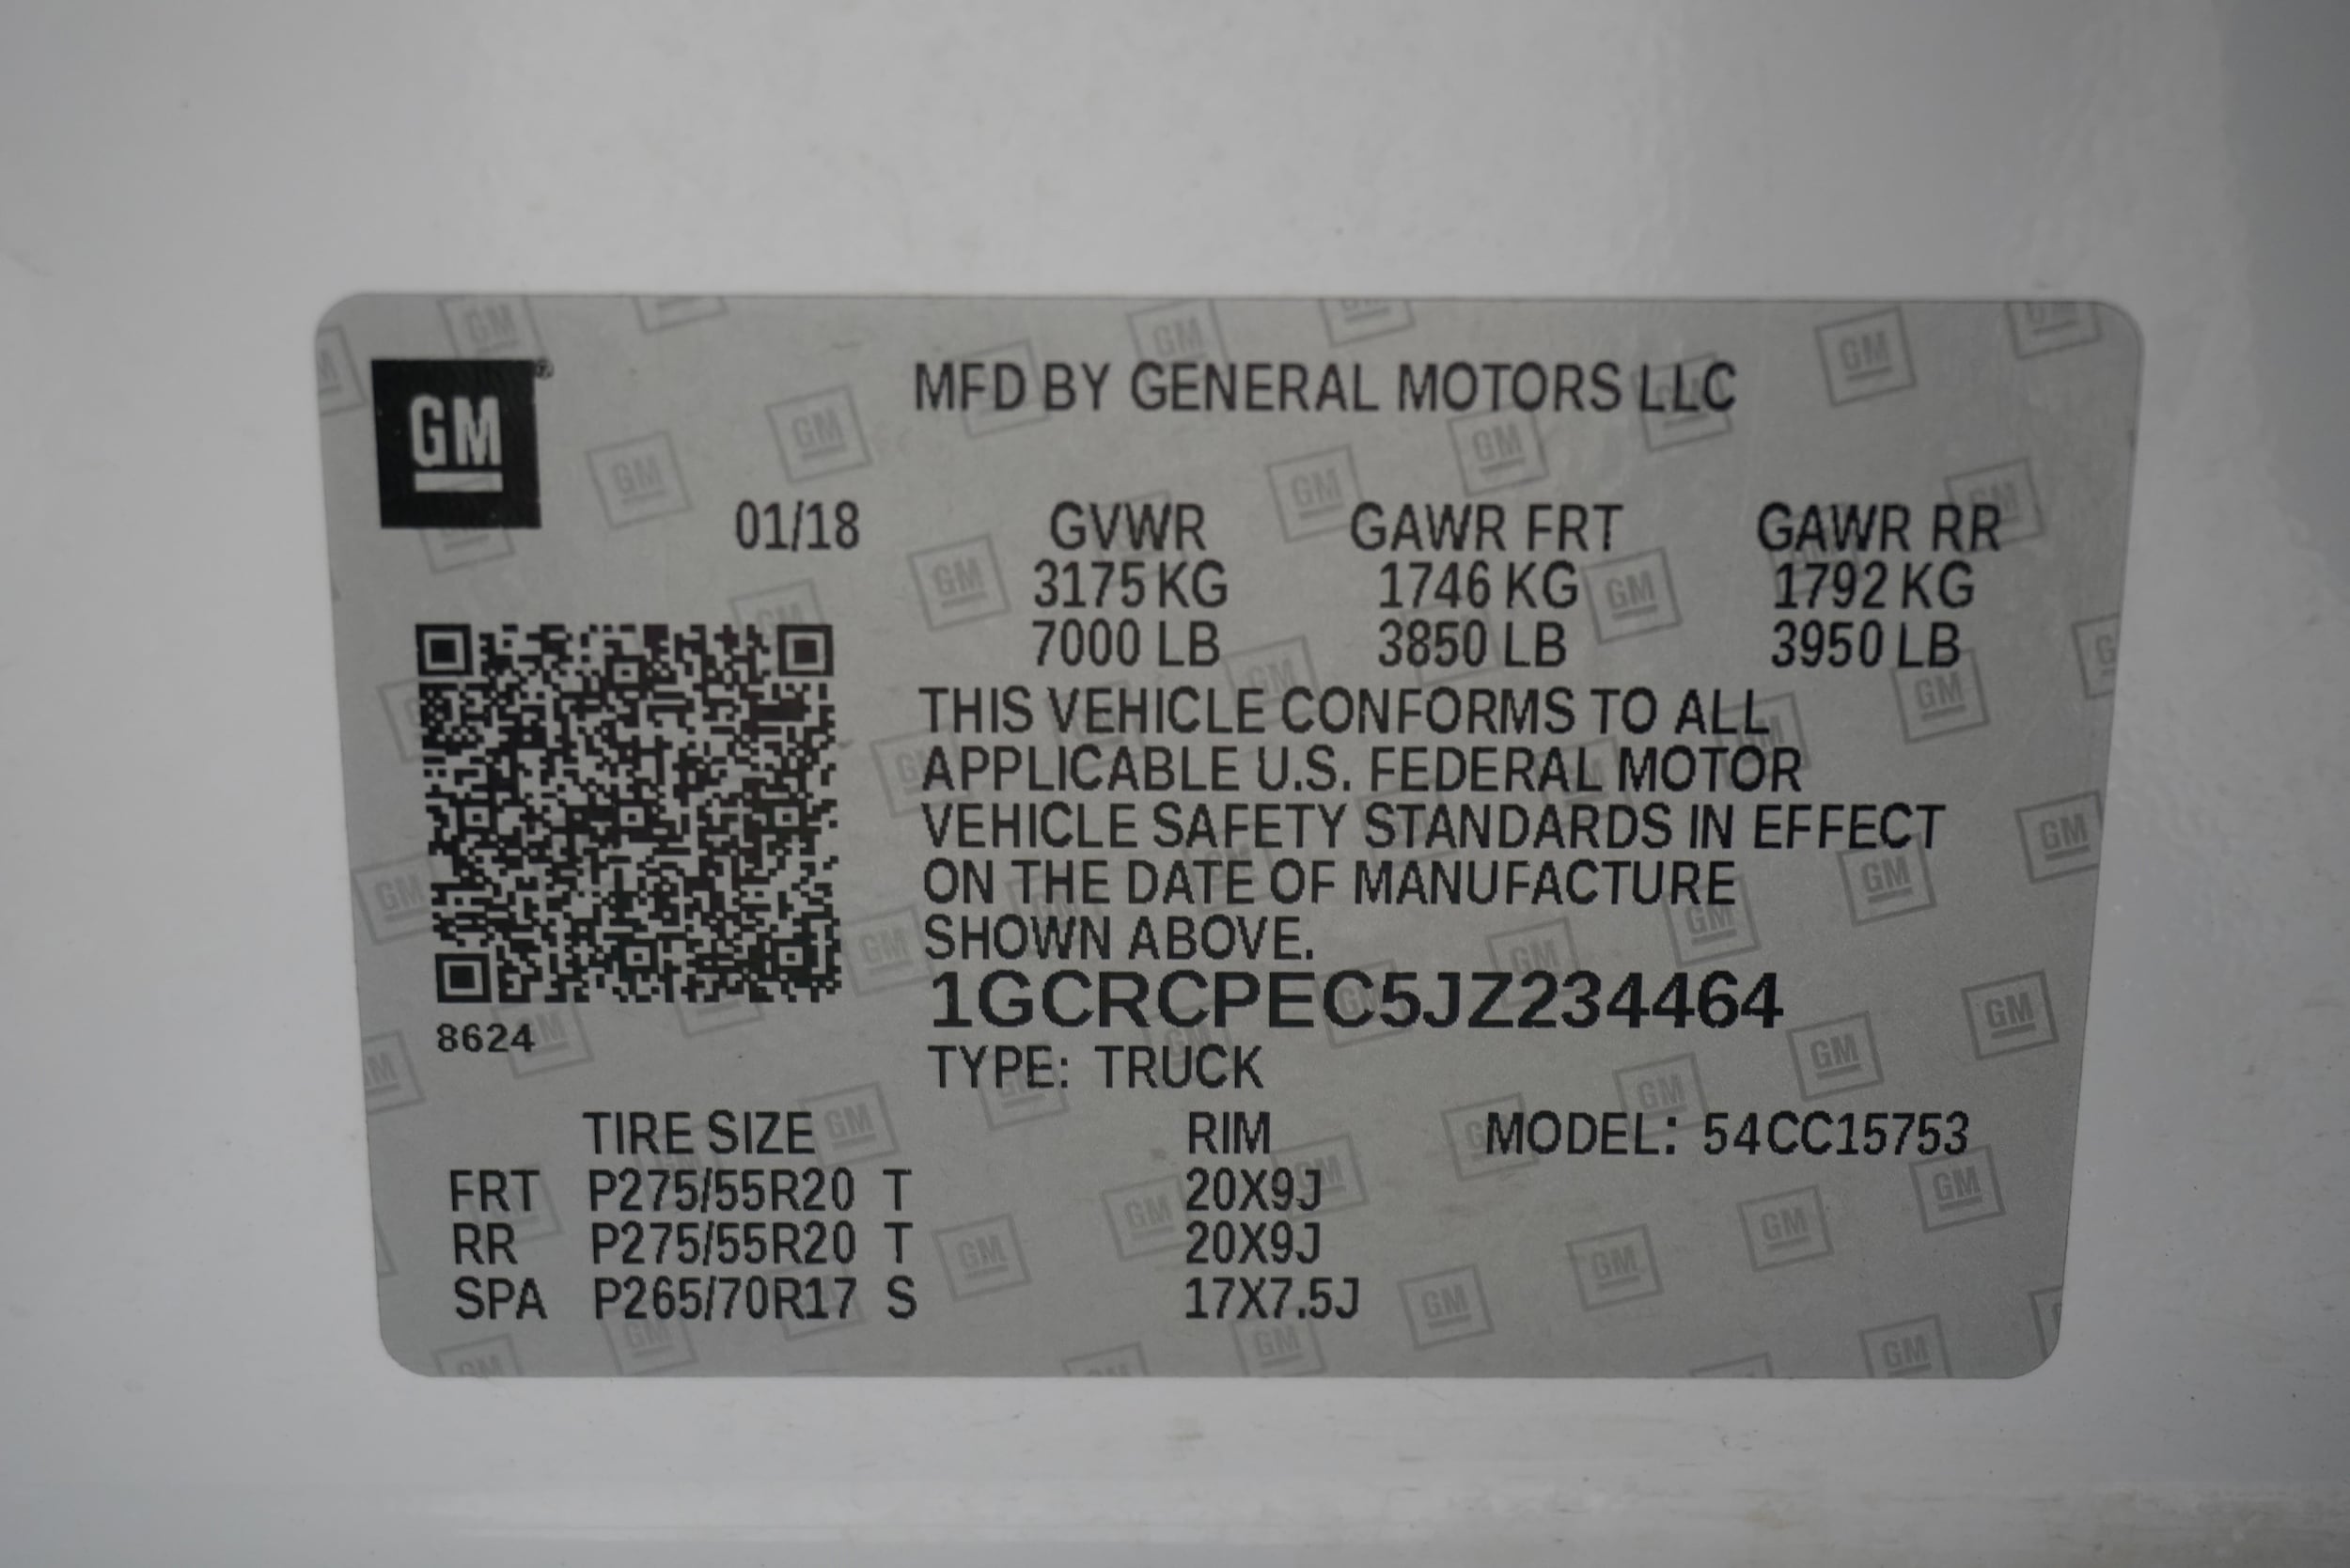 GM
MFD BY GENERAL MOTORS LLC
01/18 GVWR GAWR FRT GAWR RR
3175 KG 1746 KG 1792 KG
7000 LB 3850 LB 3950 LB
THIS VEHICLE CONFORMS TO ALL
APPLICABLE U.S. FEDERAL MOTOR
VEHICLE SAFETY STANDARDS IN EFFECT
ON THE DATE OF MANUFACTURE
SHOWN ABOVE.
1GCRCPEC5JZ234464
8624
TYPE: TRUCK
TIRE SIZE RIM MODEL: 54CC15753
FRT P275/55R20 T 20X9J
RR P275/55R20 T 20X9J
SPA P265/70R17 S 17X7.5J